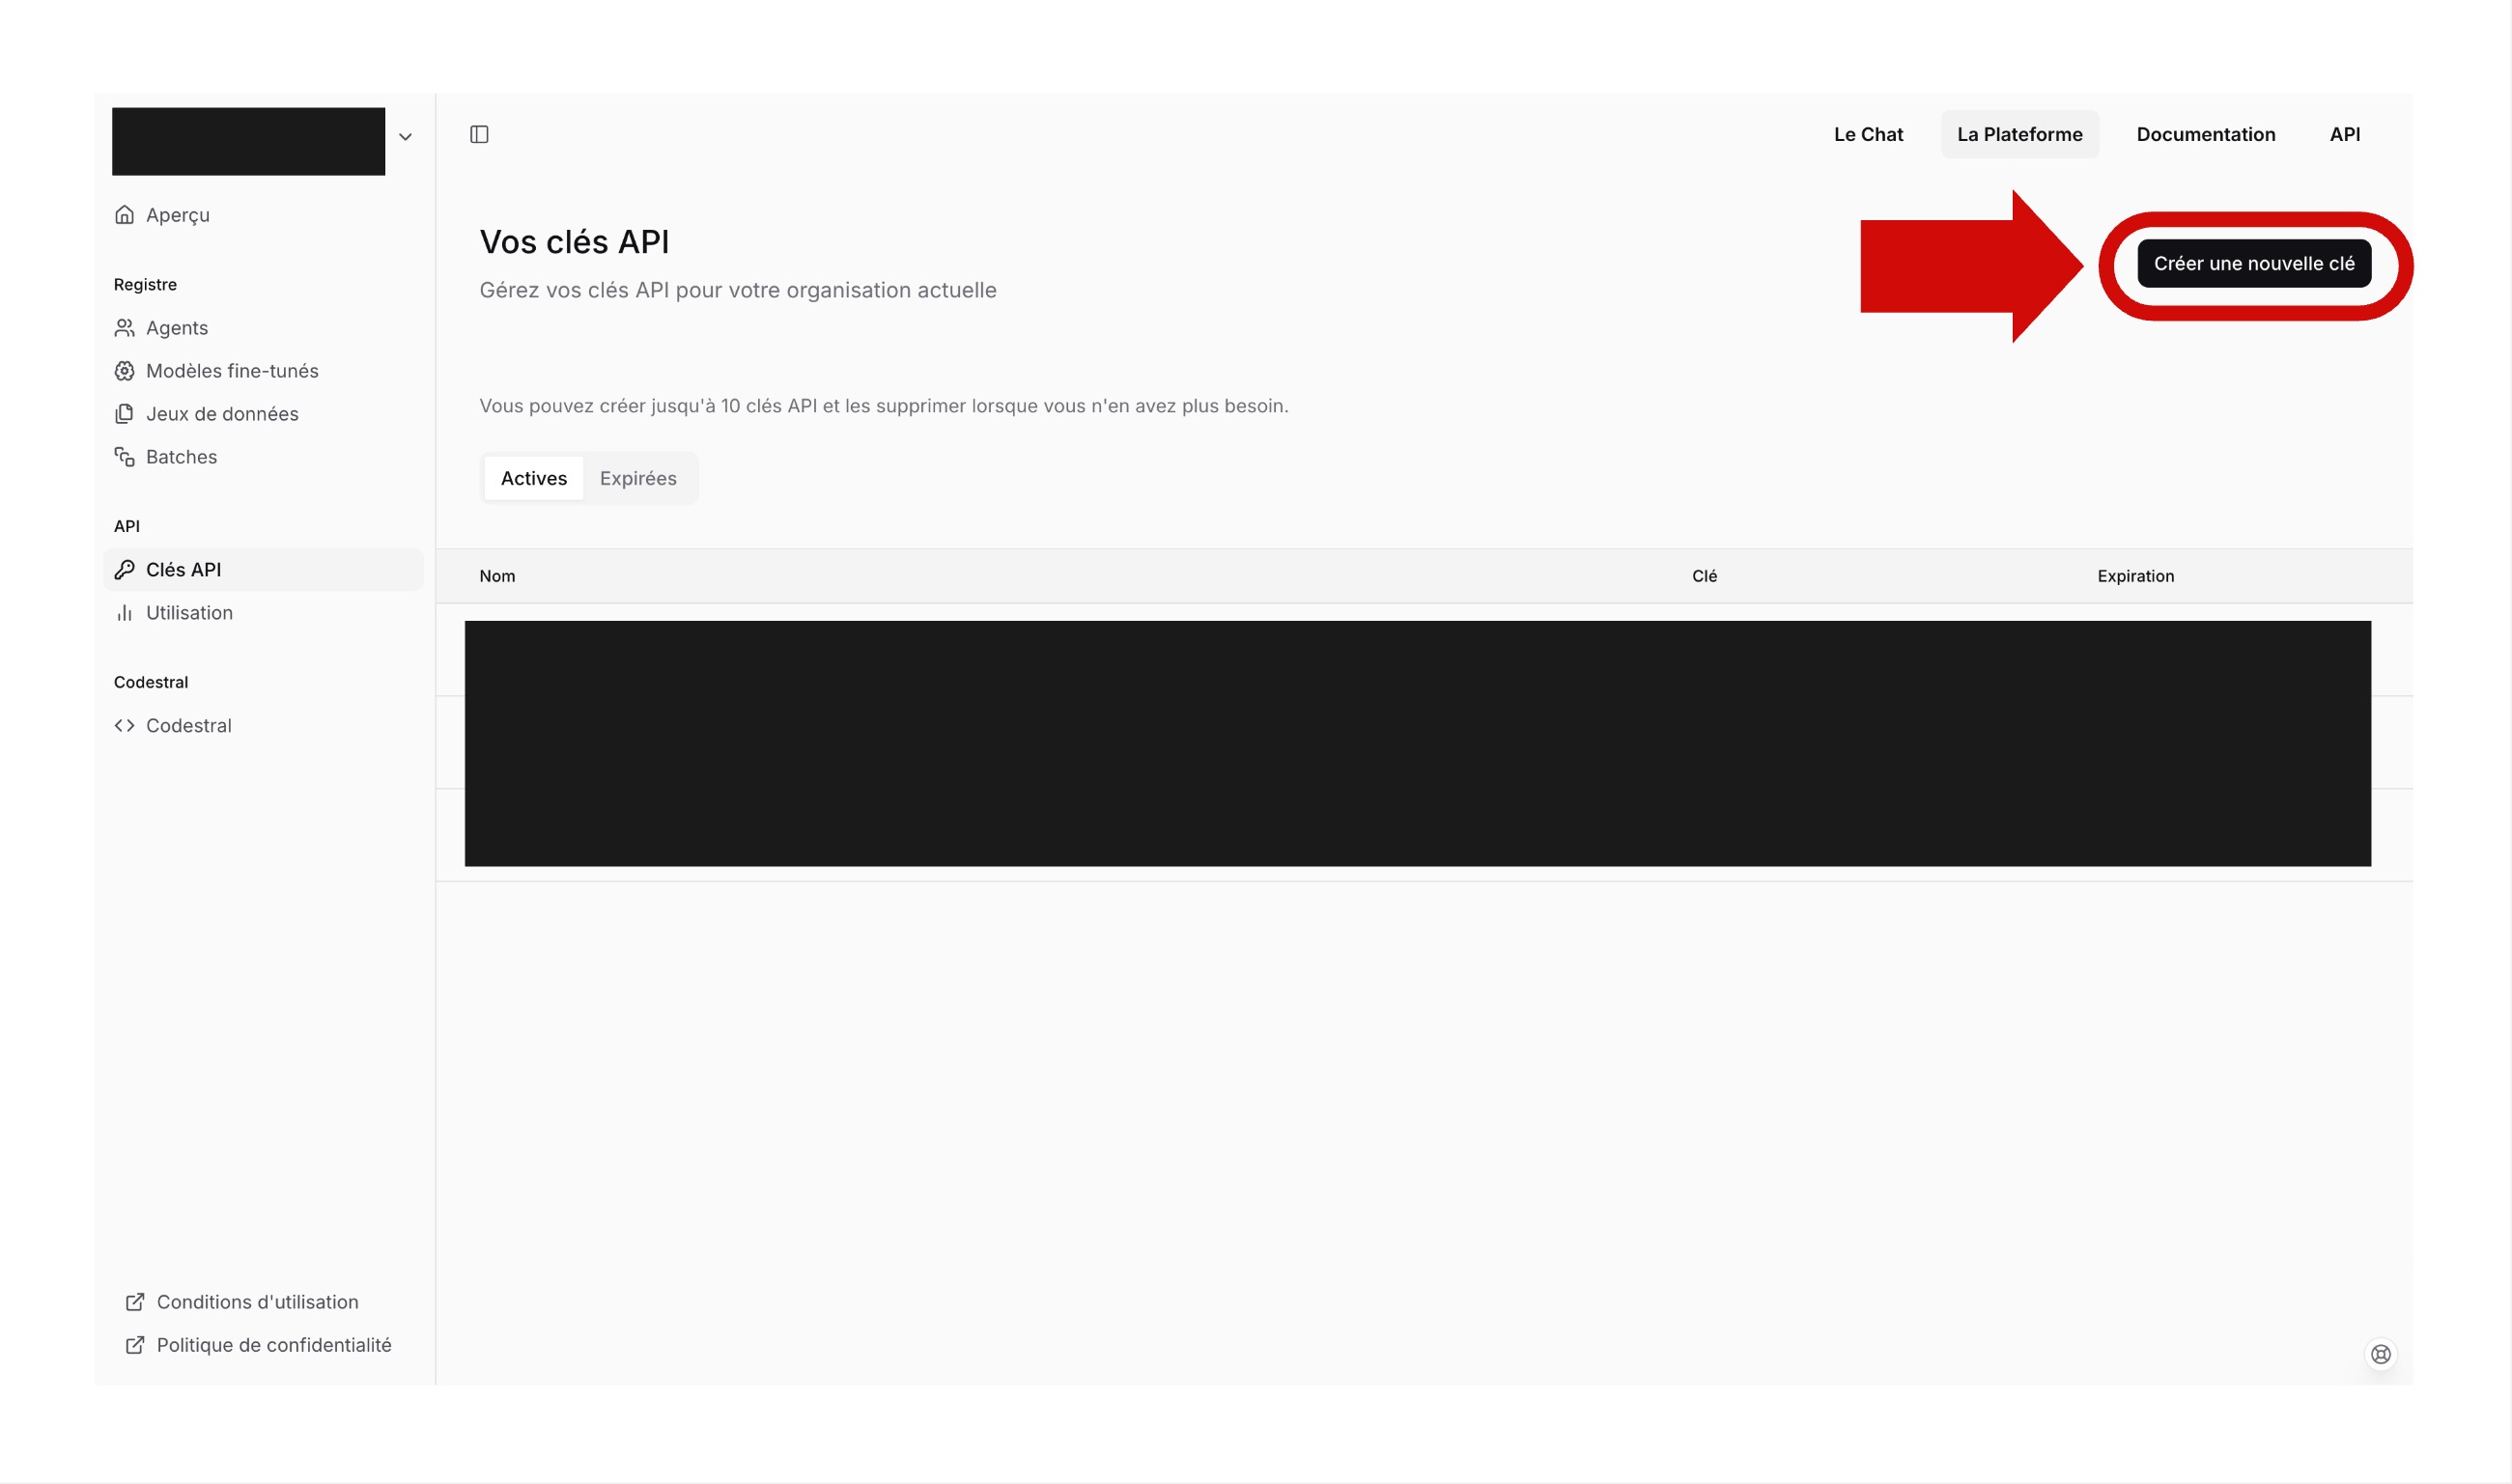 Le Chat
La Plateforme
Documentation
API
Aperçu
Registre
Agents
Modèles fine-tunés
Jeux de données
Batches
API
Clés API
Utilisation
Codestral
Codestral
Conditions d'utilisation
Politique de confidentialité
Vos clés API
Créer une nouvelle clé
Gérez vos clés API pour votre organisation actuelle
Vous pouvez créer jusqu'à 10 clés API et les supprimer lorsque vous n'en avez plus besoin.
Actives
Expirées
Nom
Clé
Expiration